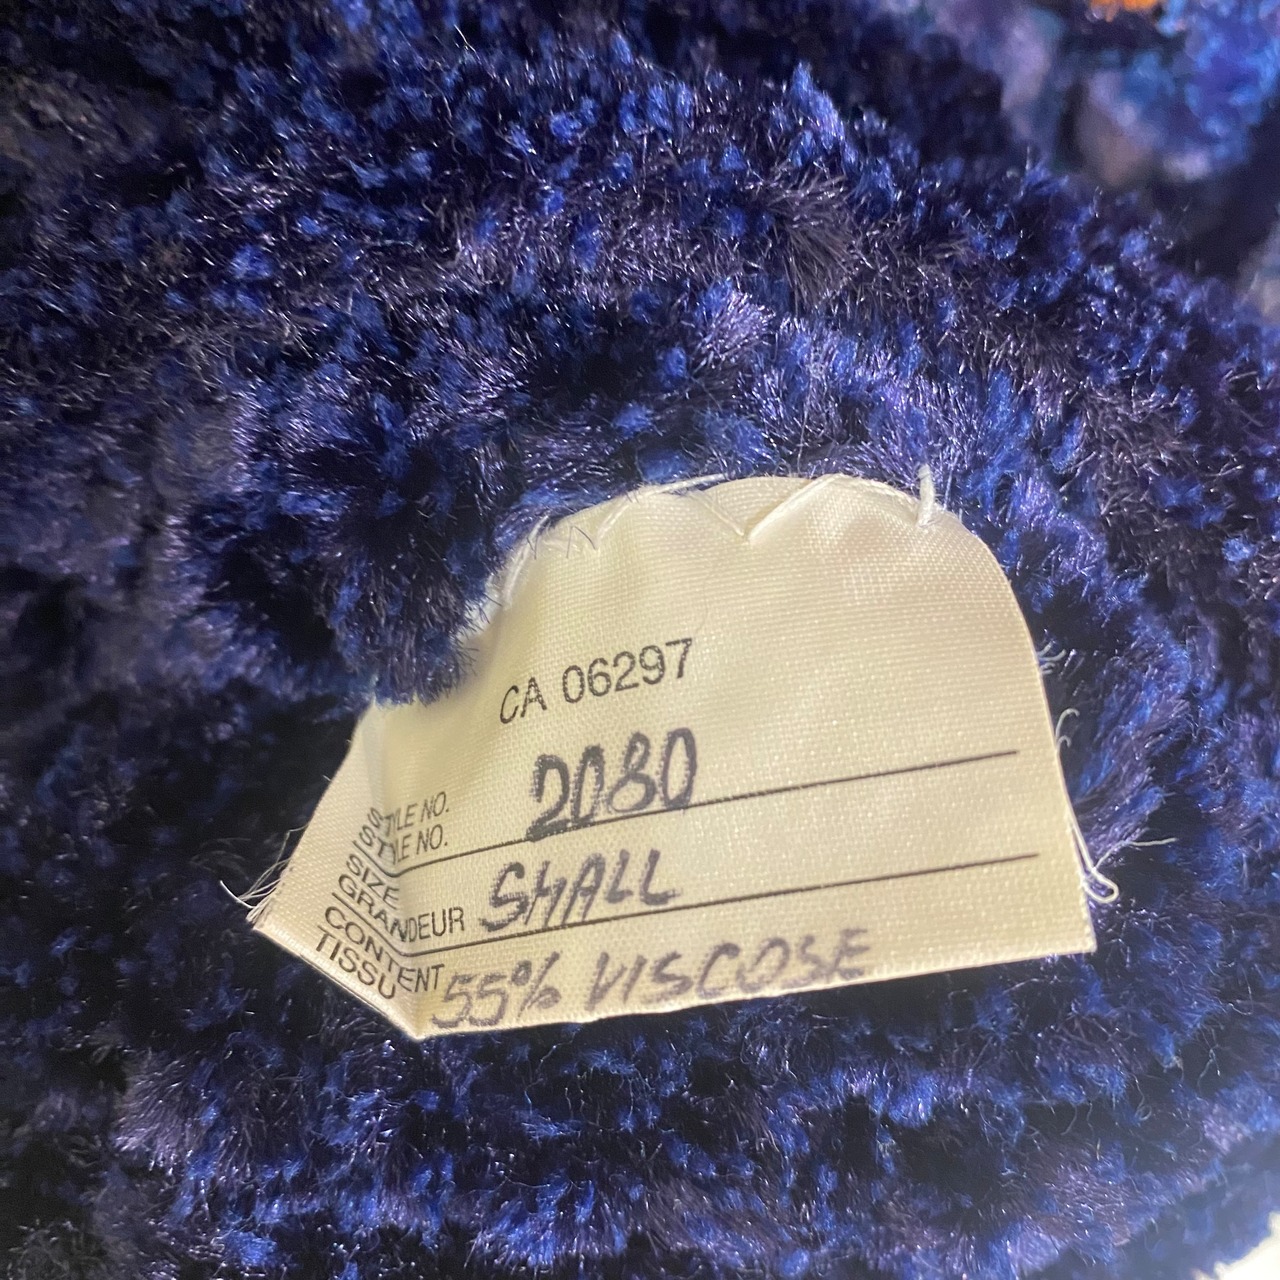 CA 06297
STYLE NO.
STYLE NO. 2080
SIZE
GRANDEUR SMALL
CONTENT
TISSU 55% VISCOSE